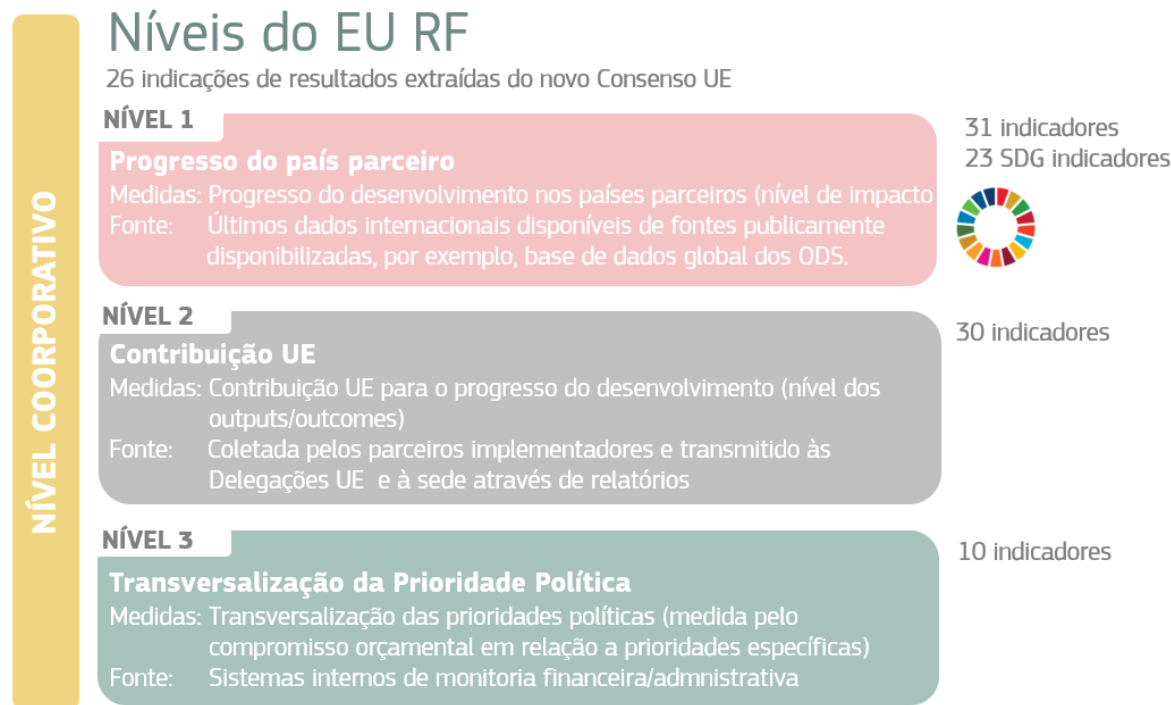 NÍVEL COORPORATIVO
Níveis do EU RF
26 indicações de resultados extraídas do novo Consenso UE
NÍVEL 1
Progresso do país parceiro
Medidas: Progresso do desenvolvimento nos países parceiros (nível de impacto
Fonte: Últimos dados internacionais disponíveis de fontes publicamente
disponibilizadas, por exemplo, base de dados global dos ODS.
31 indicadores
23 SDG indicadores
NÍVEL 2
Contribuição UE
Medidas: Contribuição UE para o progresso do desenvolvimento (nível dos
outputs/outcomes)
Fonte: Coletada pelos parceiros implementadores e transmitido às
Delegações UE e à sede através de relatórios
30 indicadores
NÍVEL 3
Transversalização da Prioridade Política
Medidas: Transversalização das prioridades políticas (medida pelo
compromisso orçamental em relação a prioridades específicas)
Fonte: Sistemas internos de monitoria financeira/admnistrativa
10 indicadores